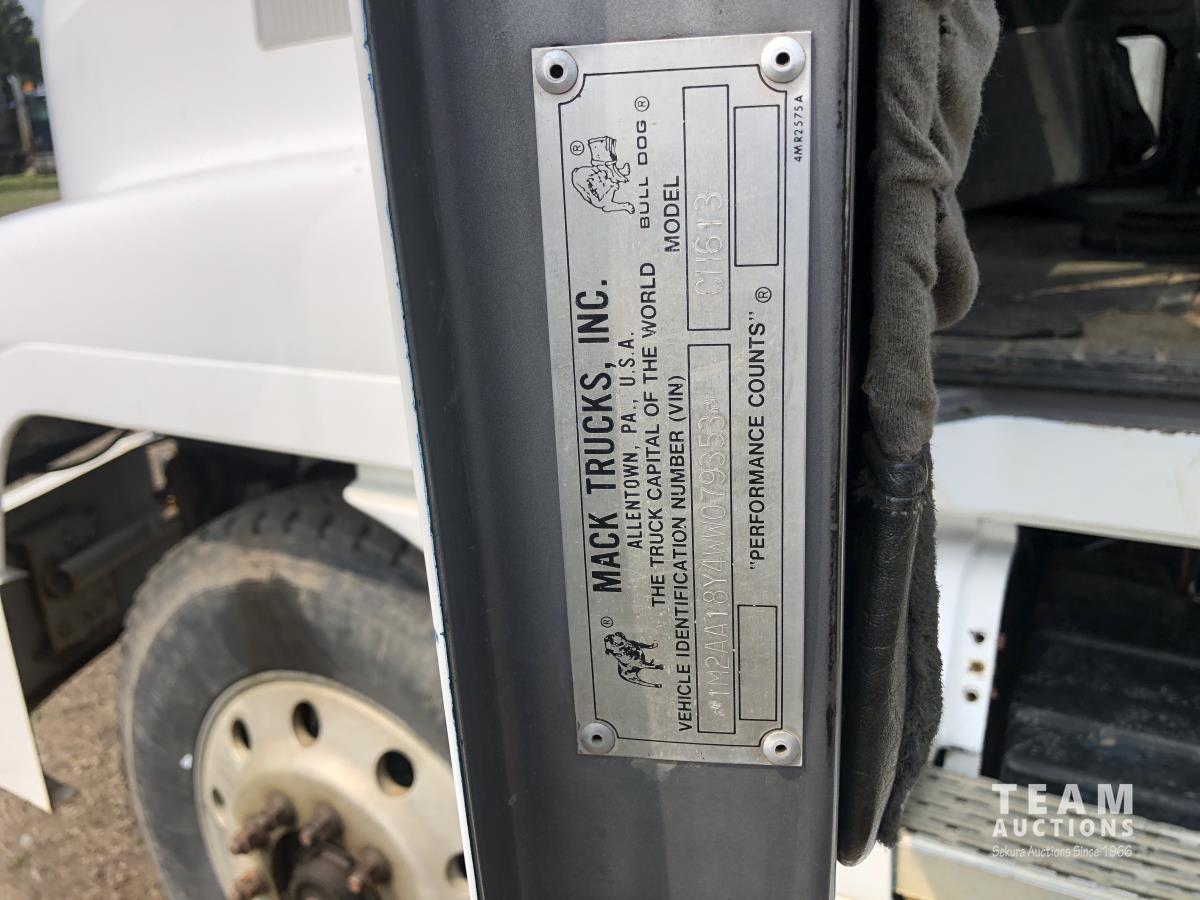 MACK TRUCKS, INC.
ALLENTOWN, PA., U.S.A.
THE TRUCK CAPITAL OF THE WORLD
BULL DOG®
VEHICLE IDENTIFICATION NUMBER (VIN)
MODEL
*1M2AA18Y4WW079353*
CH613
"PERFORMANCE COUNTS"®
4MR2575A
TEAM
AUCTIONS
Sekura Auctions Since 1966